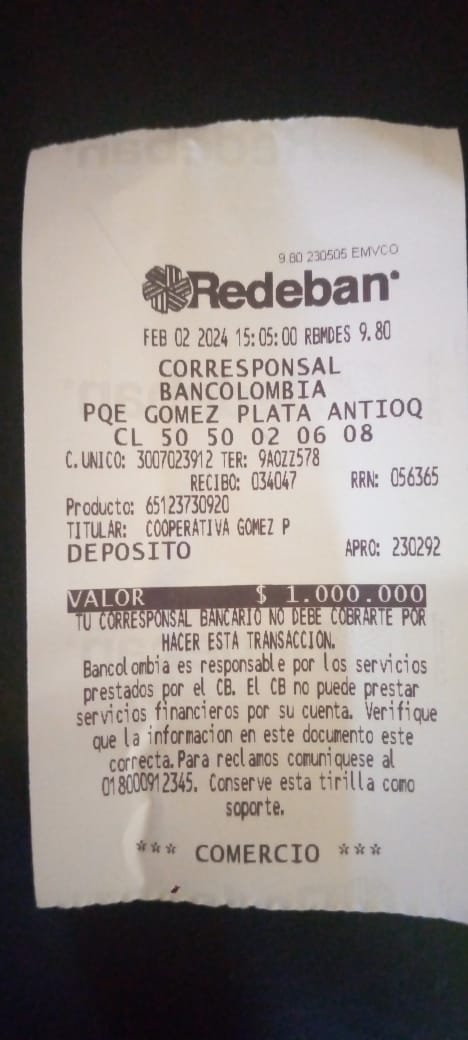 9.80 230505 EMVCO
Redeban
FEB 02 2024 15:05:00 RBMDES 9.80
CORRESPONSAL
BANCOLOMBIA
PQE GOMEZ PLATA ANTIOQ
CL 50 50 02 06 08
C.UNICO: 3007023912 TER: 9A0ZZ578
RECIBO: 034047 RRN: 056365
Producto: 65123730920
TITULAR: COOPERATIVA GOMEZ P
DEPOSITO APRO: 230292
VALOR $ 1.000.000
TU CORRESPONSAL BANCARIO NO DEBE COBRARTE POR
HACER ESTA TRANSACCION.
Bancolombia es responsable por los servicios
prestados por el CB. El CB no puede prestar
servicios financieros por su cuenta. Verifique
que la informacion en este documento este
correcta.Para reclamos comuniquese al
018000912345. Conserve esta tirilla como
soporte.
*** COMERCIO ***